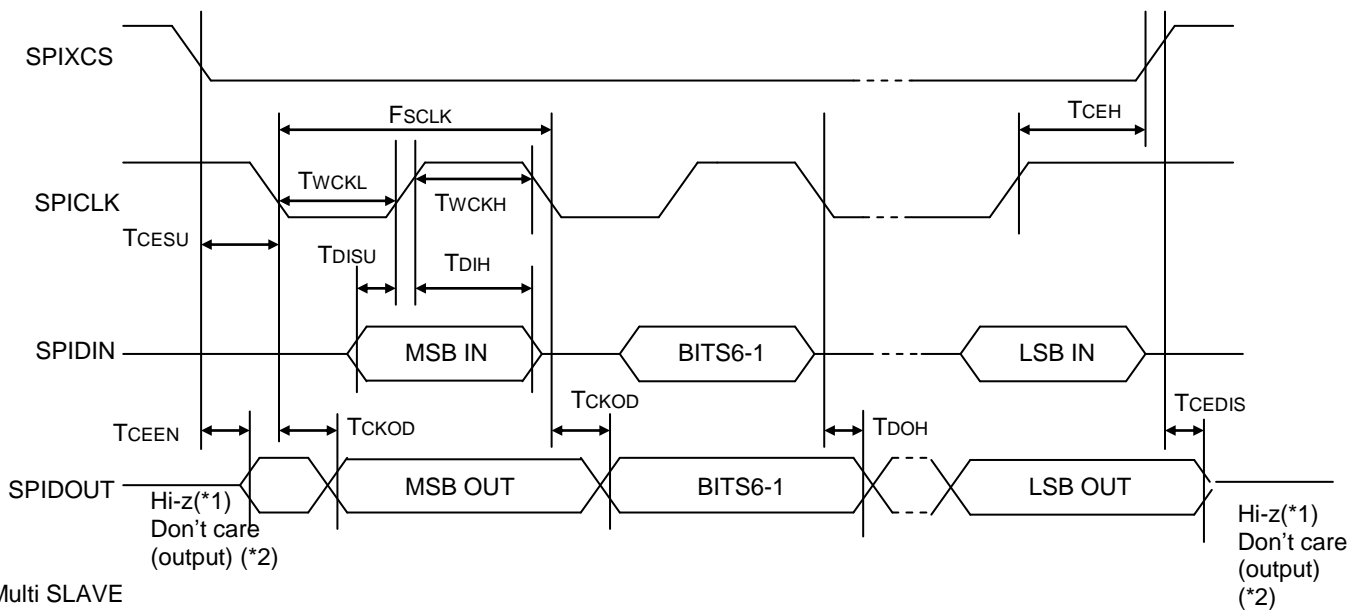 SPIXCS
FSCLK
TCEH
SPICLK
TWCKL
TWCKH
TCESU
TDISU
TDIH
SPIDIN
MSB IN
BITS6-1
LSB IN
TCEEN
TCKOD
TCKOD
TDOH
TCEDIS
SPIDOUT
MSB OUT
BITS6-1
LSB OUT
Hi-z(*1)
Don't care
(output) (*2)
Hi-z(*1)
Don't care
(output)
(*2)
Multi SLAVE